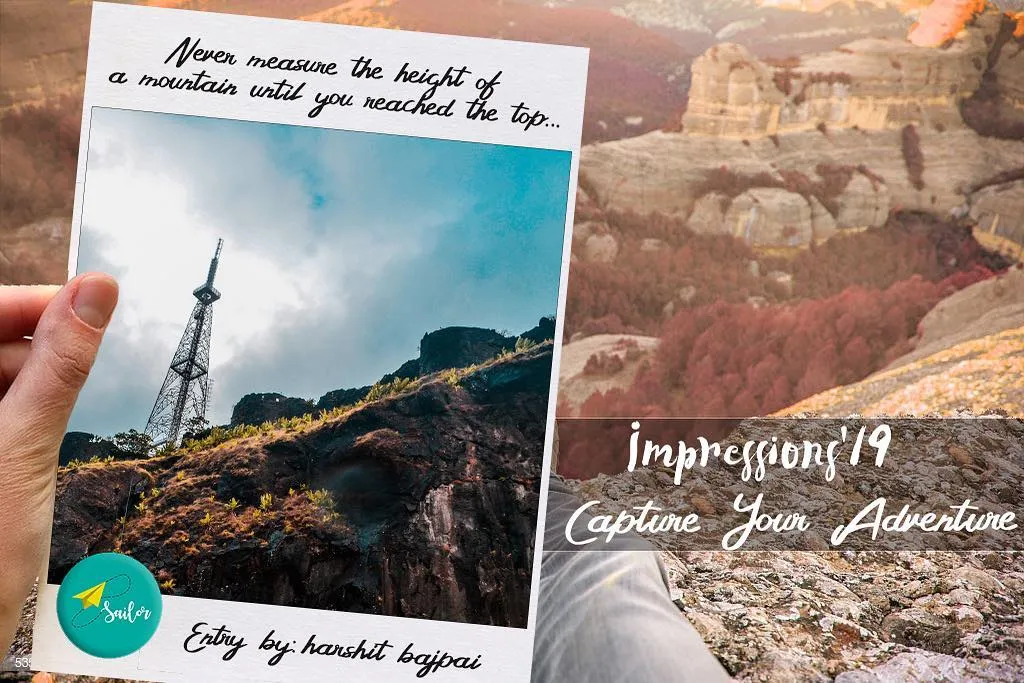 Never measure the height of
a mountain until you reached the top...
Impressions'19
Capture Your Adventure
Sailor
Entry by: harshit bajpai